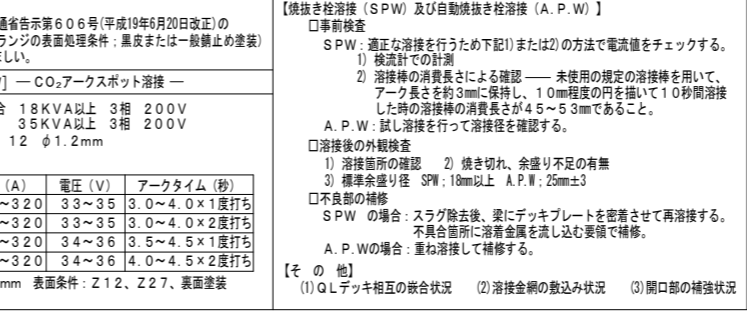 通省告示第606号(平成19年6月20日改正)の
ランジの表面処理条件；黒皮または一般錆止め塗装)
ましい。
] ― CO₂アークスポット溶接 ―
合 18KVA以上 3相 200V
35KVA以上 3相 200V
12 φ1.2mm
(A) 電圧(V) アークタイム(秒)
～320 33～35 3.0～4.0×1度打ち
～320 33～35 3.0～4.0×2度打ち
～320 34～36 3.5～4.5×1度打ち
～320 34～36 4.0～4.5×2度打ち
mm 表面条件：Z12、Z27、裏面塗装
【焼抜き栓溶接(SPW)及び自動焼抜き栓溶接(A.P.W)】
□事前検査
SPW：適正な溶接を行うため下記1)または2)の方法で電流値をチェックする。
1) 検流計での計測
2) 溶接棒の消費長さによる確認 ―― 未使用の規定の溶接棒を用いて、
アーク長さを約3㎜に保持し、10㎜程度の円を描いて10秒間溶接
した時の溶接棒の消費長さが45～53㎜であること。
A.P.W：試し溶接を行って溶接径を確認する。
□溶接後の外観検査
1) 溶接箇所の確認 2) 焼き切れ、余盛り不足の有無
3) 標準余盛り径 SPW；18㎜以上 A.P.W；25㎜±3
□不良部の補修
SPW の場合：スラグ除去後、梁にデッキプレートを密着させて再溶接する。
不具合箇所に溶着金属を流し込む要領で補修。
A.P.Wの場合：重ね溶接して補修する。
【そ の 他】
(1)QLデッキ相互の嵌合状況 (2)溶接金網の敷込み状況 (3)開口部の補強状況